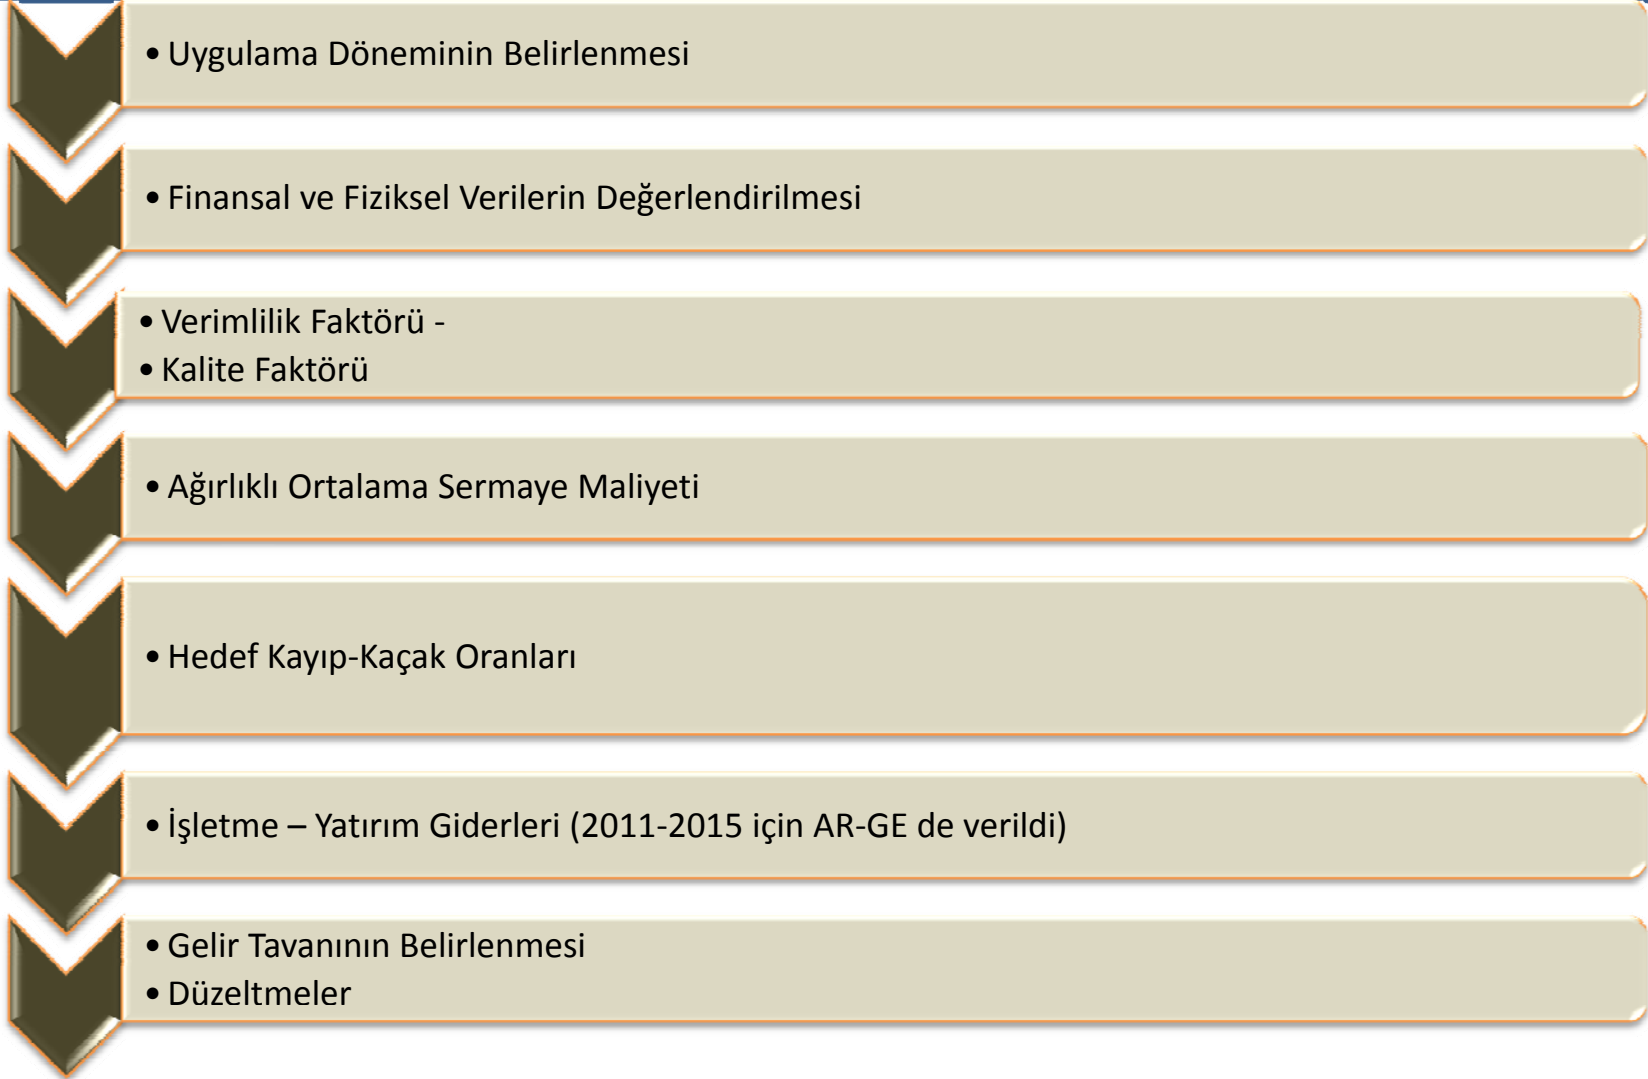 • Uygulama Döneminin Belirlenmesi
• Finansal ve Fiziksel Verilerin Değerlendirilmesi
• Verimlilik Faktörü -
• Kalite Faktörü
• Ağırlıklı Ortalama Sermaye Maliyeti
• Hedef Kayıp-Kaçak Oranları
• İşletme – Yatırım Giderleri (2011-2015 için AR-GE de verildi)
• Gelir Tavanının Belirlenmesi
• Düzeltmeler